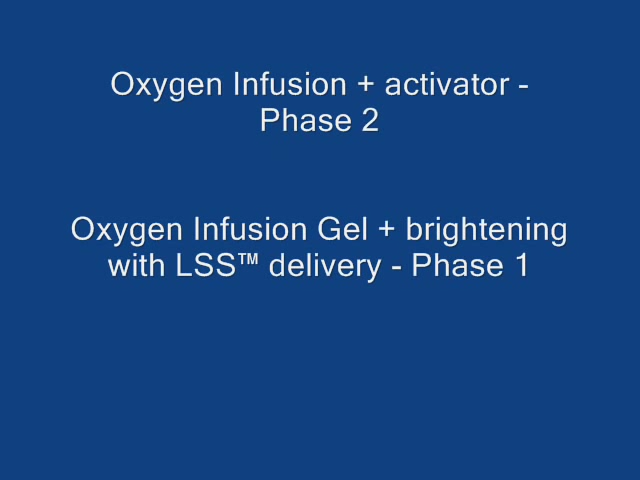 Oxygen Infusion + activator -
Phase 2
Oxygen Infusion Gel + brightening
with LSS™ delivery - Phase 1